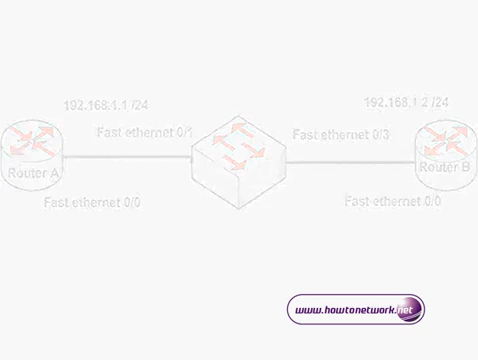 192.168.1.1 /24
192.168.1.2 /24
Fast ethernet 0/1
Fast ethernet 0/3
Router A
Router B
Fast ethernet 0/0
Fast ethernet 0/0
www.howtonetwork.net